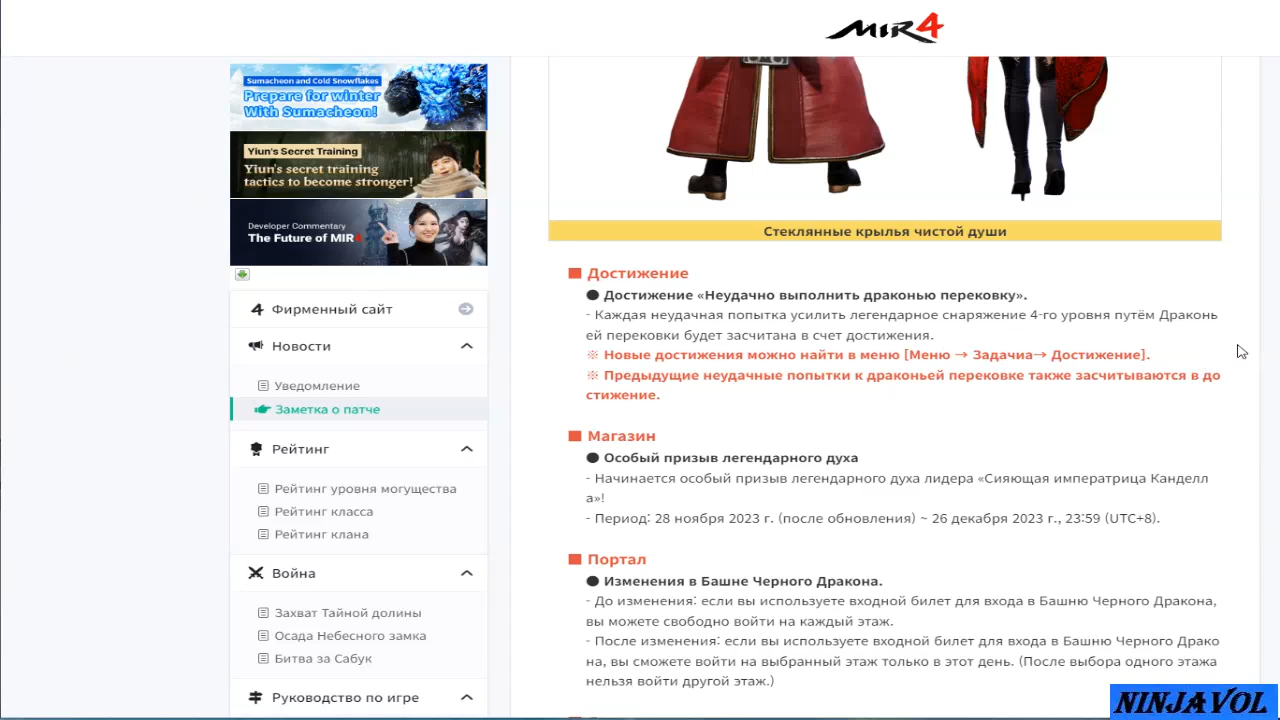 MIR4
Sumacheon and Cold Snowflakes
Prepare for winter
With Sumacheon!
Yiun's Secret Training
Yiun's secret training
tactics to become stronger!
Developer Commentary
The Future of MIR4
4 Фирменный сайт
Новости
Уведомление
Заметка о патче
Рейтинг
Рейтинг уровня могущества
Рейтинг класса
Рейтинг клана
Война
Захват Тайной долины
Осада Небесного замка
Битва за Сабук
Руководство по игре
Стеклянные крылья чистой души
■ Достижение
● Достижение «Неудачно выполнить драконью перековку».
- Каждая неудачная попытка усилить легендарное снаряжение 4-го уровня путём Драконь
ей перековки будет засчитана в счет достижения.
※ Новые достижения можно найти в меню [Меню → Задачиа→ Достижение].
※ Предыдущие неудачные попытки к драконьей перековке также засчитываются в до
стижение.
■ Магазин
● Особый призыв легендарного духа
- Начинается особый призыв легендарного духа лидера «Сияющая императрица Канделл
а»!
- Период: 28 ноября 2023 г. (после обновления) ~ 26 декабря 2023 г., 23:59 (UTC+8).
■ Портал
● Изменения в Башне Черного Дракона.
- До изменения: если вы используете входной билет для входа в Башню Черного Дракона,
вы можете свободно войти на каждый этаж.
- После изменения: если вы используете входной билет для входа в Башню Черного Драко
на, вы сможете войти на выбранный этаж только в этот день. (После выбора одного этажа
нельзя войти другой этаж.)
NINJAVOL